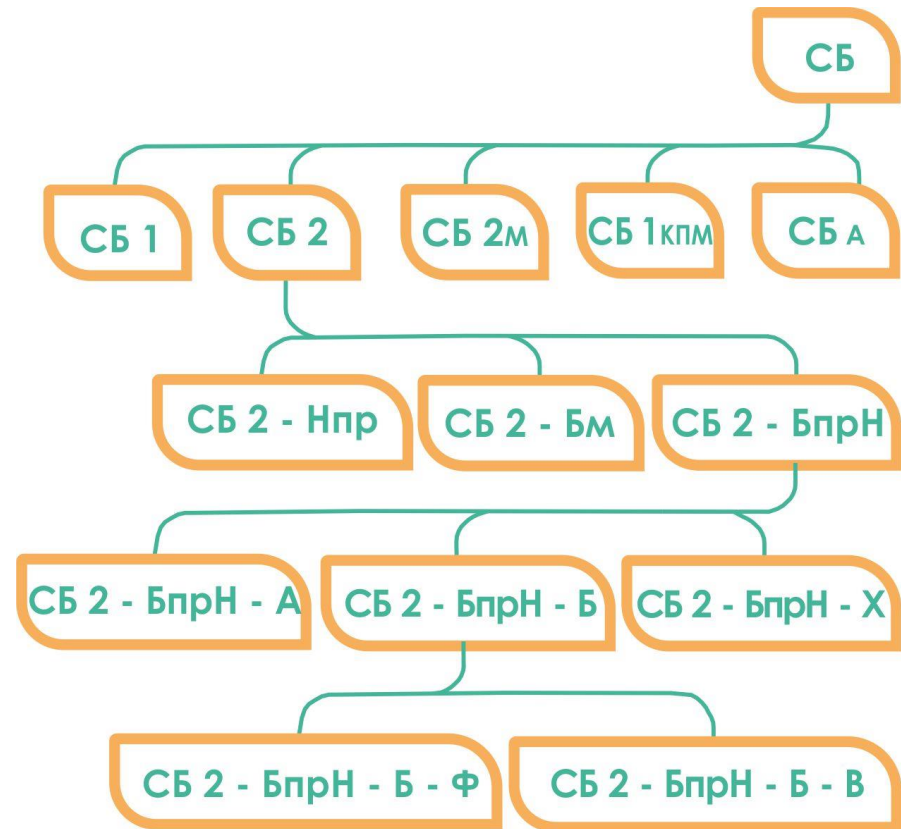 СБ
СБ 1
СБ 2
СБ 2м
СБ 1кпм
СБ А
СБ 2 - Нпр
СБ 2 - Бм
СБ 2 - БпрН
СБ 2 - БпрН - А
СБ 2 - БпрН - Б
СБ 2 - БпрН - Х
СБ 2 - БпрН - Б - Ф
СБ 2 - БпрН - Б - В